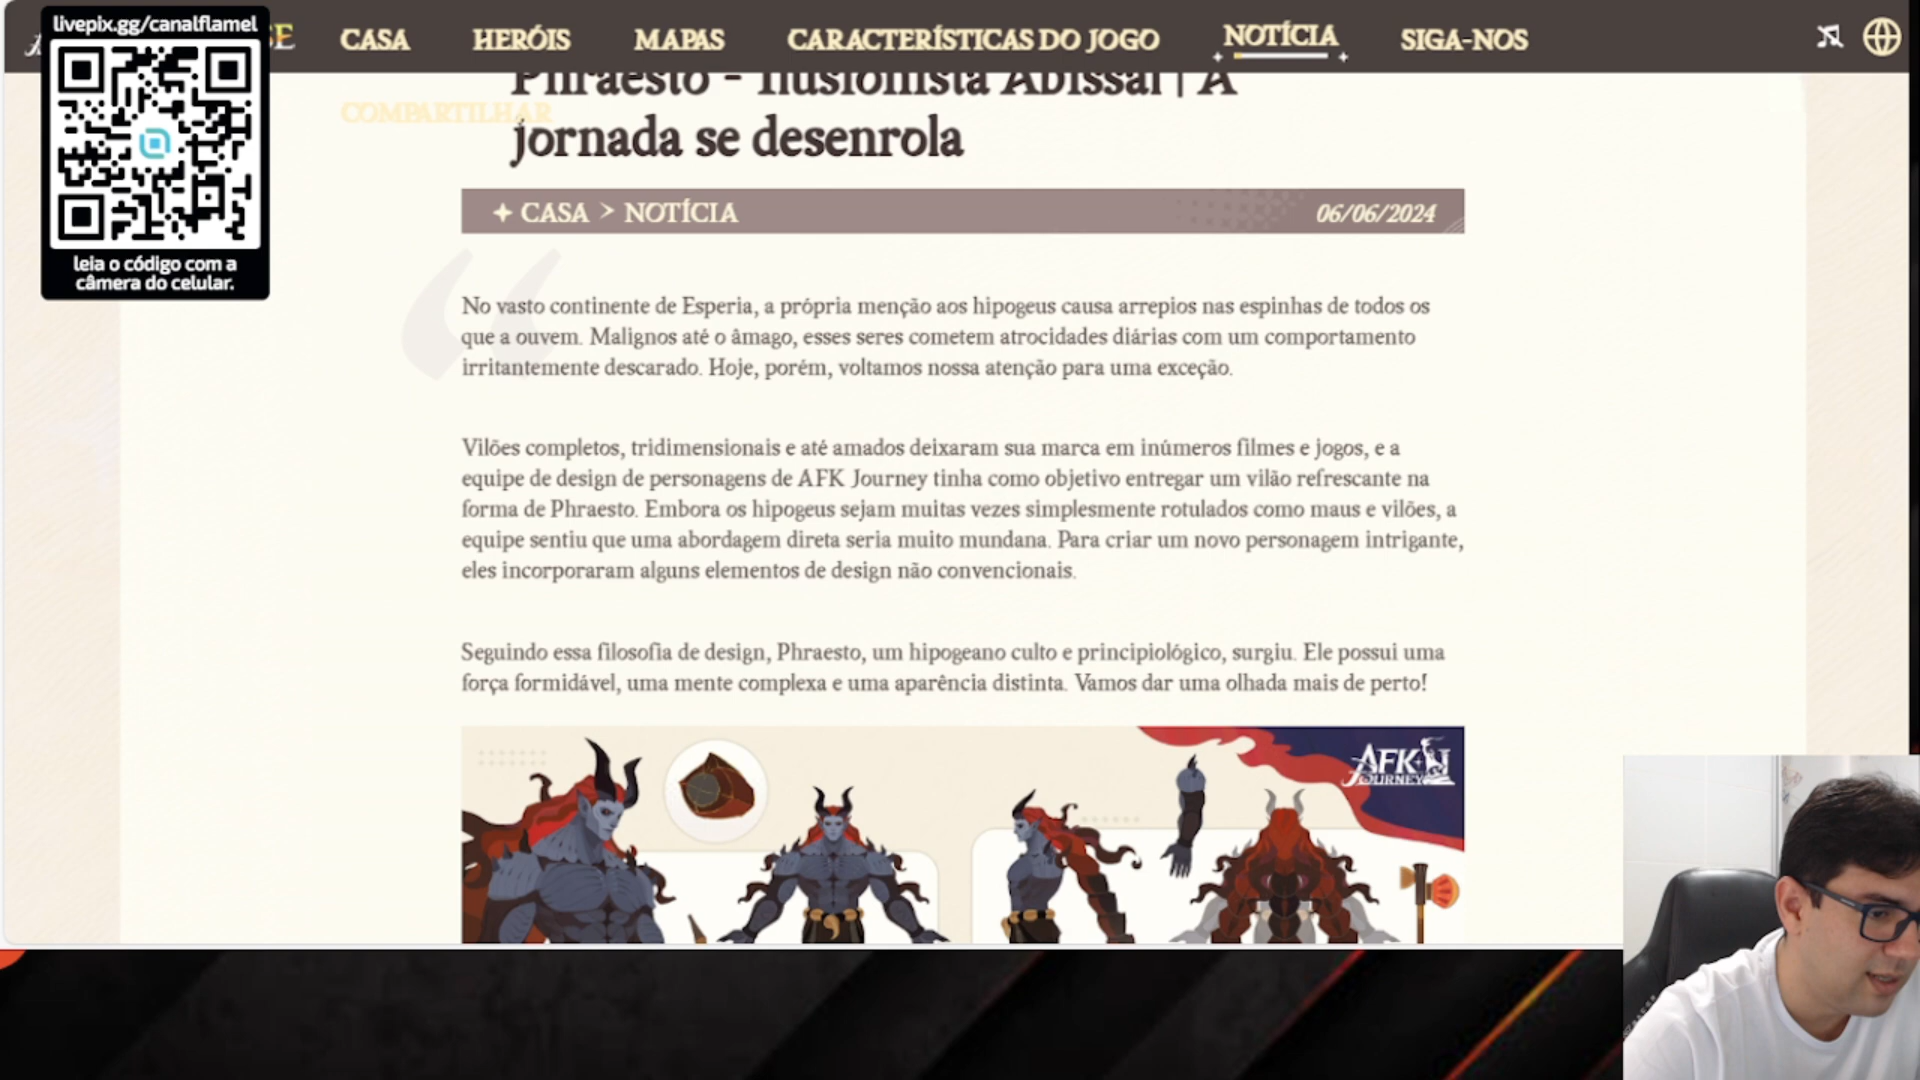 livepix.gg/canalflamel
leia o código com a
câmera do celular.
CASA
HERÓIS
MAPAS
CARACTERÍSTICAS DO JOGO
NOTÍCIA
SIGA-NOS
COMPARTILHAR
Phraesto - Ilusionista Abissal | A
jornada se desenrola
CASA > NOTÍCIA
06/06/2024
No vasto continente de Esperia, a própria menção aos hipogeus causa arrepios nas espinhas de todos os
que a ouvem. Malignos até o âmago, esses seres cometem atrocidades diárias com um comportamento
irritantemente descarado. Hoje, porém, voltamos nossa atenção para uma exceção.
Vilões completos, tridimensionais e até amados deixaram sua marca em inúmeros filmes e jogos, e a
equipe de design de personagens de AFK Journey tinha como objetivo entregar um vilão refrescante na
forma de Phraesto. Embora os hipogeus sejam muitas vezes simplesmente rotulados como maus e vilões, a
equipe sentiu que uma abordagem direta seria muito mundana. Para criar um novo personagem intrigante,
eles incorporaram alguns elementos de design não convencionais.
Seguindo essa filosofia de design, Phraesto, um hipogeano culto e principiológico, surgiu. Ele possui uma
força formidável, uma mente complexa e uma aparência distinta. Vamos dar uma olhada mais de perto!
AFK
JOURNEY